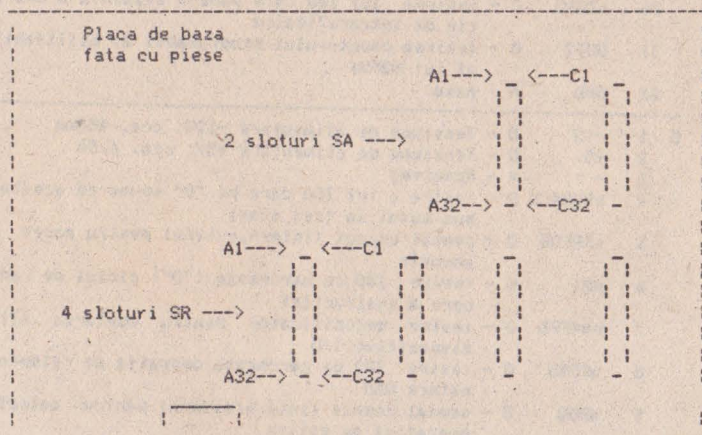 Placa de baza
fata cu piese
A1---> <---C1
2 sloturi SA --->
A32--> <--C32
A1---> <---C1
4 sloturi SR --->
A32--> <--C32